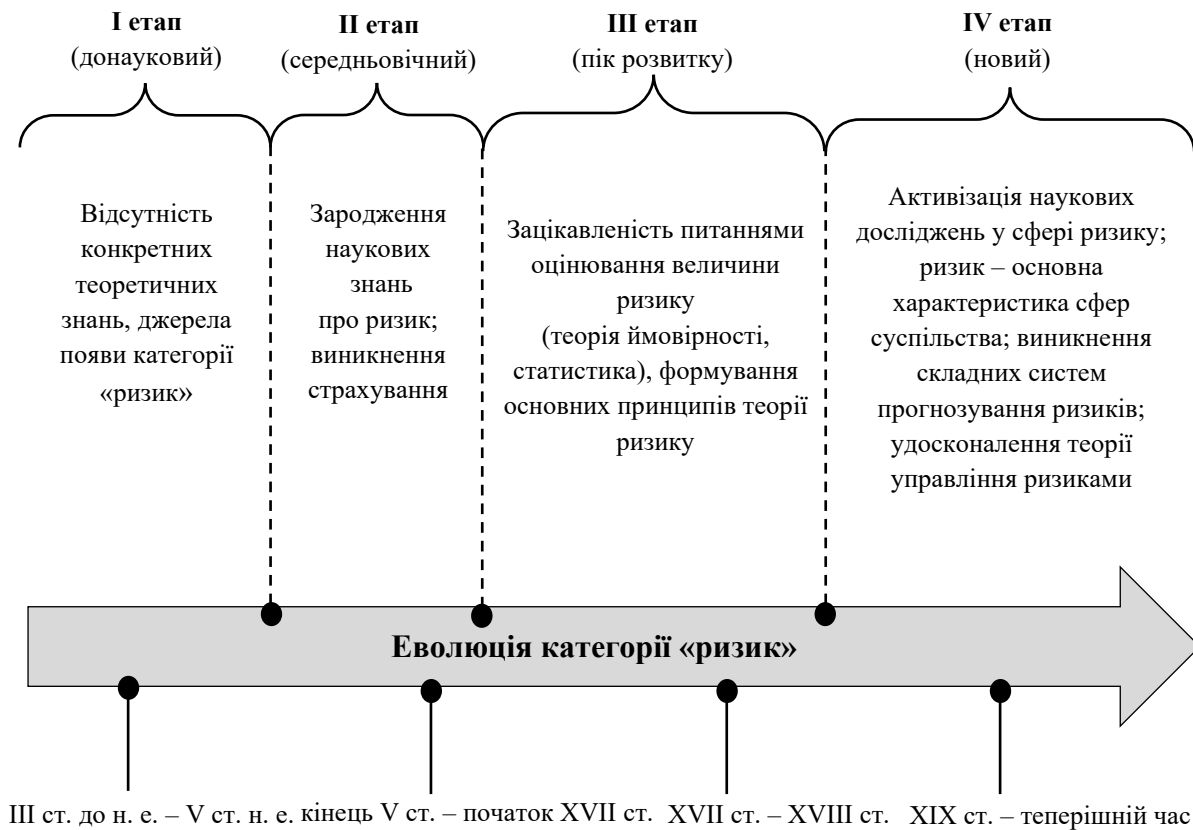 І етап
(донауковий)
ІІ етап
(середньовічний)
ІІІ етап
(пік розвитку)
IV етап
(новий)
Відсутність
конкретних
теоретичних
знань, джерела
появи категорії
«ризик»
Зародження
наукових
знань
про ризик;
виникнення
страхування
Зацікавленість питаннями
оцінювання величини
ризику
(теорія ймовірності,
статистика), формування
основних принципів теорії
ризику
Активізація наукових
досліджень у сфері ризику;
ризик – основна
характеристика сфер
суспільства; виникнення
складних систем
прогнозування ризиків;
удосконалення теорії
управління ризиками
Еволюція категорії «ризик»
ІІІ ст. до н. е. – V ст. н. е.
кінець V ст. – початок XVII ст.
XVII ст. – XVIII ст.
XIX ст. – теперішній час